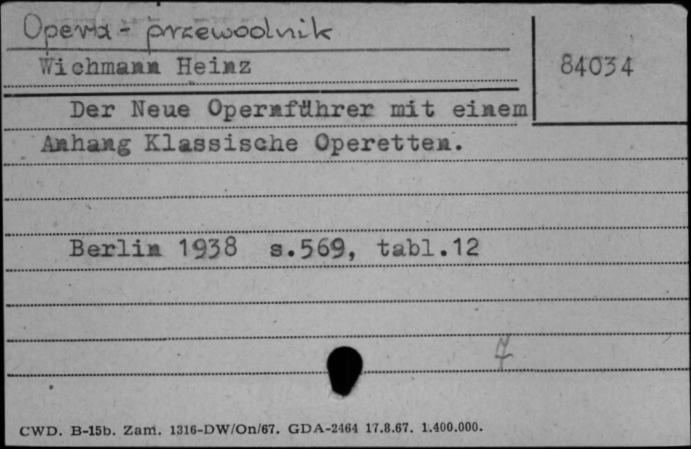 Opera - przewodnik
Wichmann Heinz
84034
Der Neue Opernführer mit einem
Anhang Klassische Operetten.
Berlin 1938 s.569, tabl.12
7
CWD. B-15b. Zam. 1316-DW/On/67. GDA-2464 17.8.67. 1.400.000.